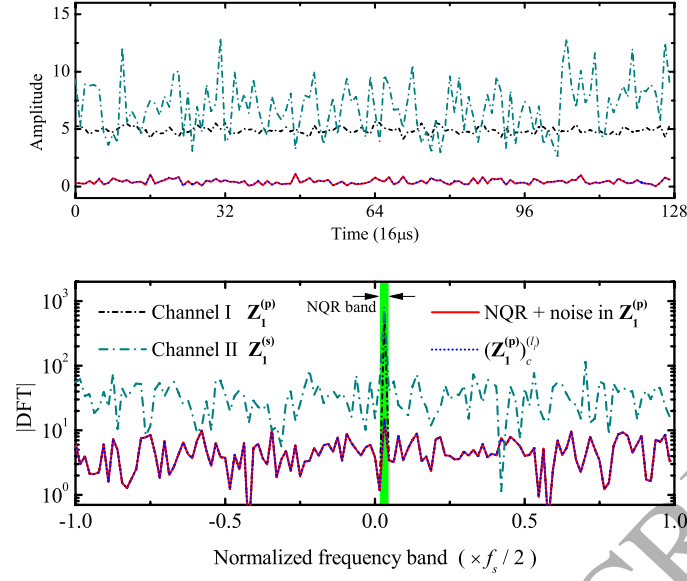 15
10
5
0
Amplitude
0 32 64 96 128
Time (16μs)
10³
10²
10¹
10⁰
|DFT|
NQR band
Channel I Z₁⁽ᵖ⁾
Channel II Z₁⁽ˢ⁾
NQR + noise in Z₁⁽ᵖ⁾
(Z₁⁽ᵖ⁾)_c^(l_i)
-1.0 -0.5 0.0 0.5 1.0
Normalized frequency band (×f_s/2)